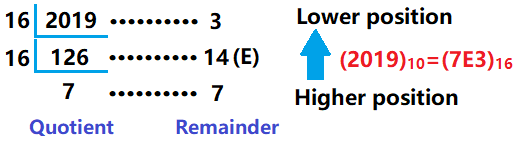 16 2019 ·········· 3 Lower position
16 126 ·········· 14 (E) (2019)₁₀=(7E3)₁₆
7 ·········· 7 Higher position
Quotient Remainder